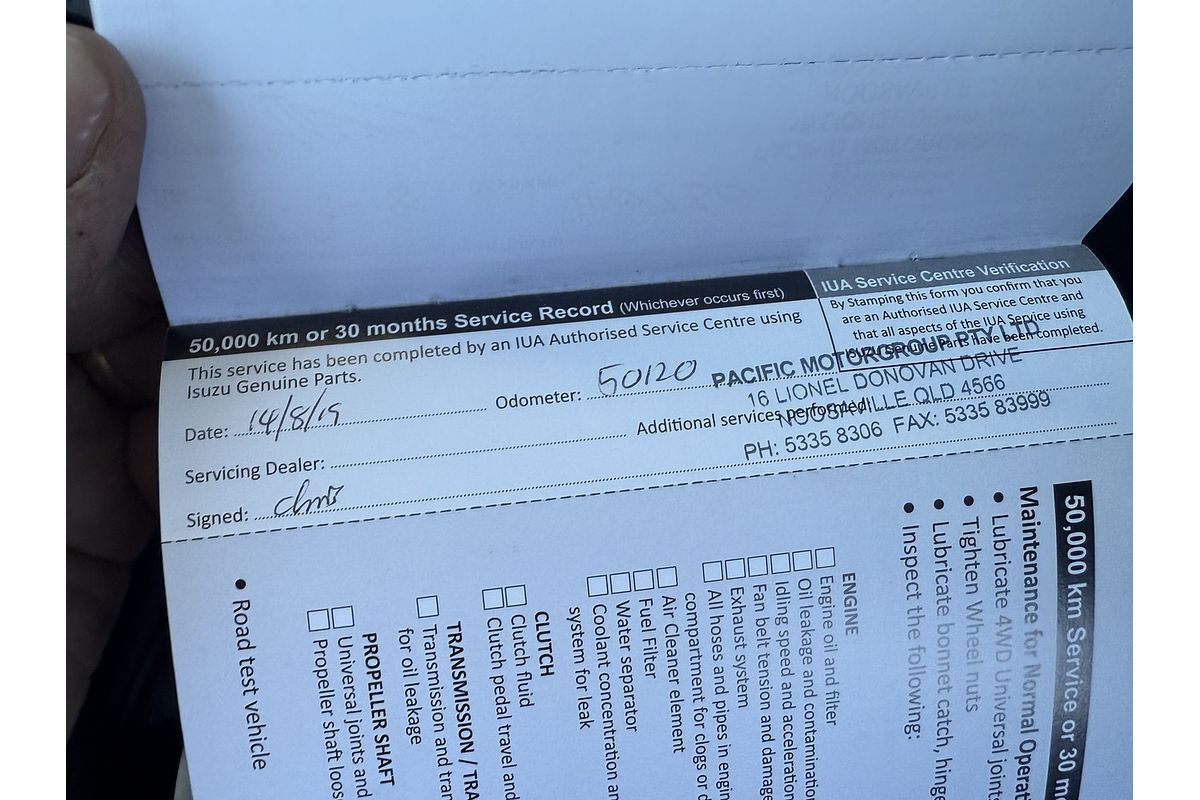 50,000 km or 30 months Service Record (Whichever occurs first)
This service has been completed by an IUA Authorised Service Centre using
Isuzu Genuine Parts.
Date: 14/8/19 Odometer: 50120
Servicing Dealer: Additional services performed
Signed:
IUA Service Centre Verification
By Stamping this form you confirm that you
are an Authorised IUA Service Centre and
that all aspects of the IUA Service using
have been completed.
PACIFIC MOTORGROUP PTY LTD
16 LIONEL DONOVAN DRIVE
NOOSAVILLE QLD 4566
PH: 5335 8306 FAX: 5335 83999
50,000 km Service or 30 m
Maintenance for Normal Operat
• Lubricate 4WD Universal joint
• Tighten Wheel nuts
• Lubricate bonnet catch, hinge
• Inspect the following:
ENGINE
Engine oil and filter
Oil leakage and contamination
Idling speed and acceleration
Fan belt tension and damage
Exhaust system
All hoses and pipes in engin
compartment for clogs or d
Air Cleaner element
Fuel Filter
Water separator
Coolant concentration an
system for leak
CLUTCH
Clutch fluid
Clutch pedal travel and
TRANSMISSION / TRA
Transmission and tran
for oil leakage
PROPELLER SHAFT
Universal joints and
Propeller shaft loos
• Road test vehicle